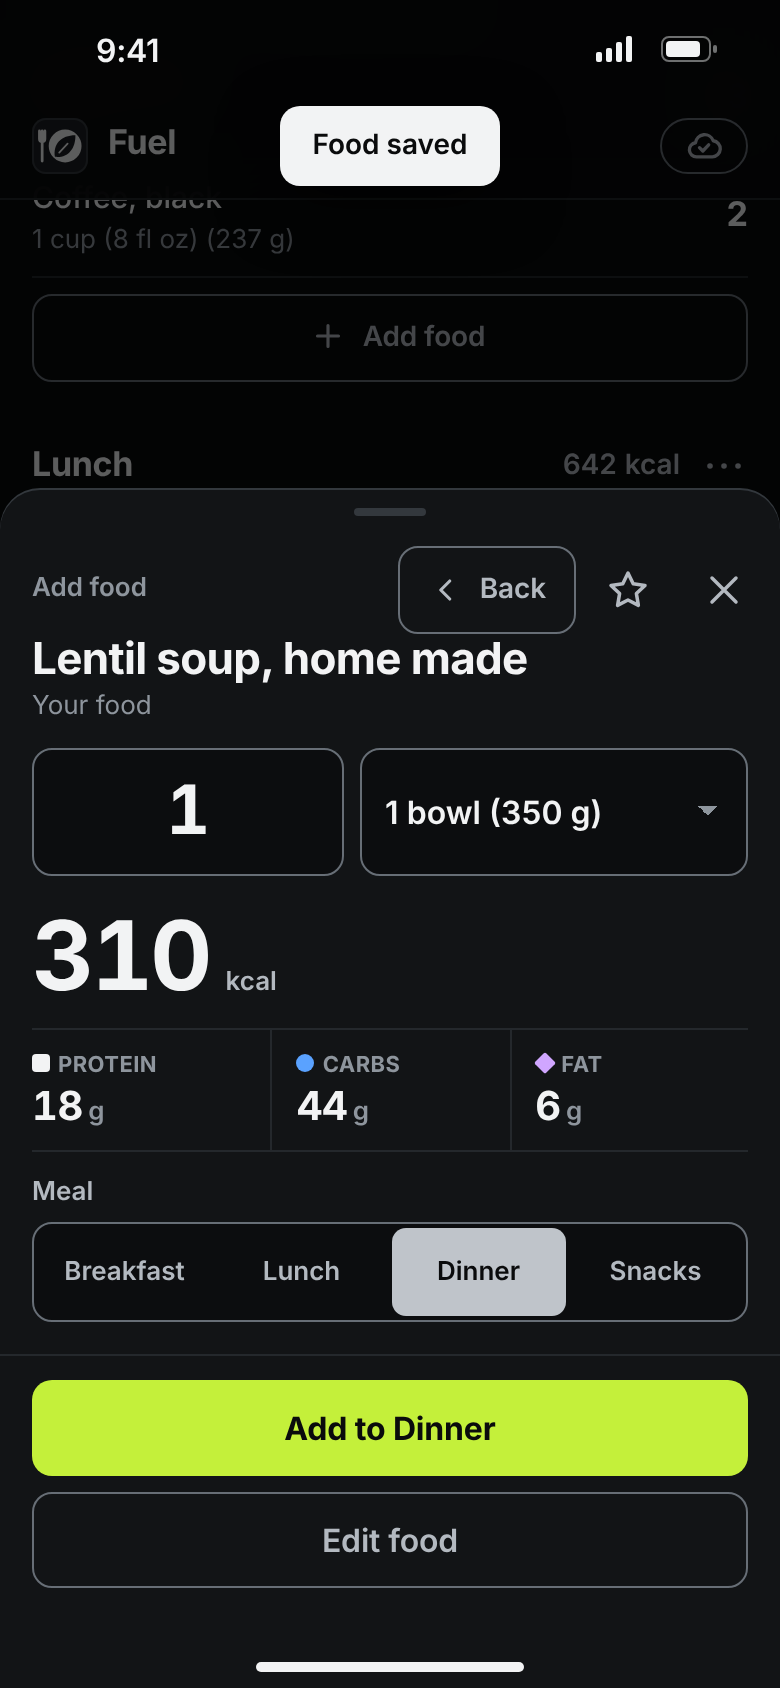 9:41
Fuel
Food saved
Coffee, black
2
1 cup (8 fl oz) (237 g)
Add food
Lunch
642 kcal
Add food
Back
Lentil soup, home made
Your food
1
1 bowl (350 g)
310 kcal
PROTEIN
18 g
CARBS
44 g
FAT
6 g
Meal
Breakfast
Lunch
Dinner
Snacks
Add to Dinner
Edit food